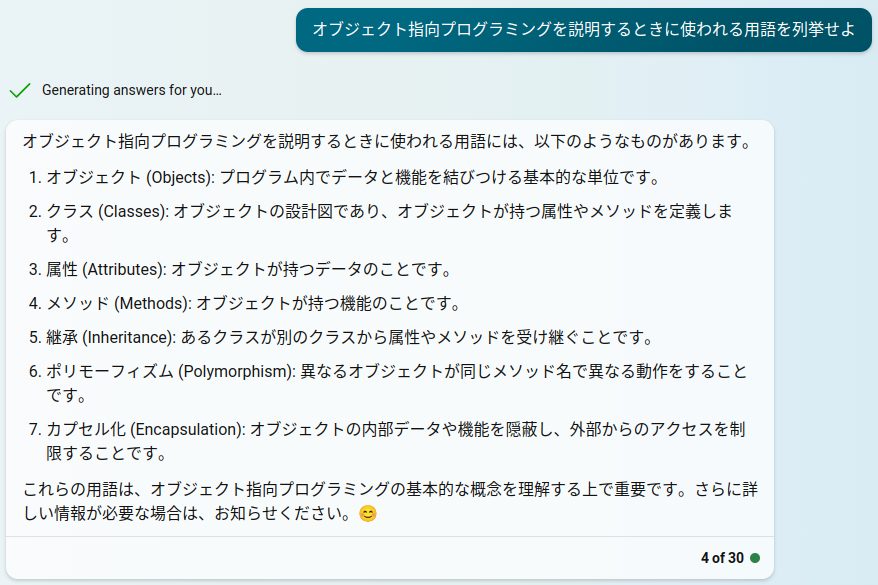 オブジェクト指向プログラミングを説明するときに使われる用語を列挙せよ
Generating answers for you...
オブジェクト指向プログラミングを説明するときに使われる用語には、以下のようなものがあります。
1. オブジェクト (Objects): プログラム内でデータと機能を結びつける基本的な単位です。
2. クラス (Classes): オブジェクトの設計図であり、オブジェクトが持つ属性やメソッドを定義しま
す。
3. 属性 (Attributes): オブジェクトが持つデータのことです。
4. メソッド (Methods): オブジェクトが持つ機能のことです。
5. 継承 (Inheritance): あるクラスが別のクラスから属性やメソッドを受け継ぐことです。
6. ポリモーフィズム (Polymorphism): 異なるオブジェクトが同じメソッド名で異なる動作をすること
です。
7. カプセル化 (Encapsulation): オブジェクトの内部データや機能を隠蔽し、外部からのアクセスを制
限することです。
これらの用語は、オブジェクト指向プログラミングの基本的な概念を理解する上で重要です。さらに詳
しい情報が必要な場合は、お知らせください。😊
4 of 30